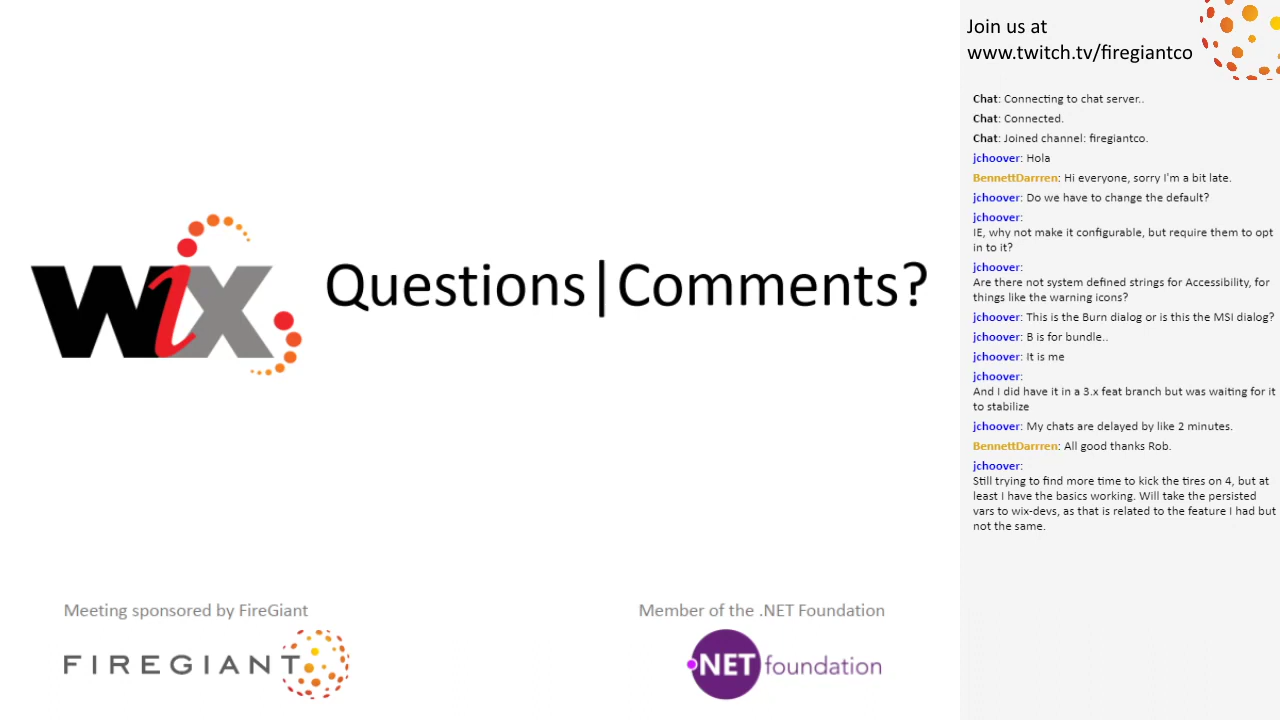 WiX
Questions|Comments?
Meeting sponsored by FireGiant
FIREGIANT
Member of the .NET Foundation
.NET foundation
Join us at
www.twitch.tv/firegiantco
Chat: Connecting to chat server..
Chat: Connected.
Chat: Joined channel: firegiantco.
jchoover: Hola
BennettDarrren: Hi everyone, sorry I'm a bit late.
jchoover: Do we have to change the default?
jchoover:
IE, why not make it configurable, but require them to opt
in to it?
jchoover:
Are there not system defined strings for Accessibility, for
things like the warning icons?
jchoover: This is the Burn dialog or is this the MSI dialog?
jchoover: B is for bundle..
jchoover: It is me
jchoover:
And I did have it in a 3.x feat branch but was waiting for it
to stabilize
jchoover: My chats are delayed by like 2 minutes.
BennettDarrren: All good thanks Rob.
jchoover:
Still trying to find more time to kick the tires on 4, but at
least I have the basics working. Will take the persisted
vars to wix-devs, as that is related to the feature I had but
not the same.